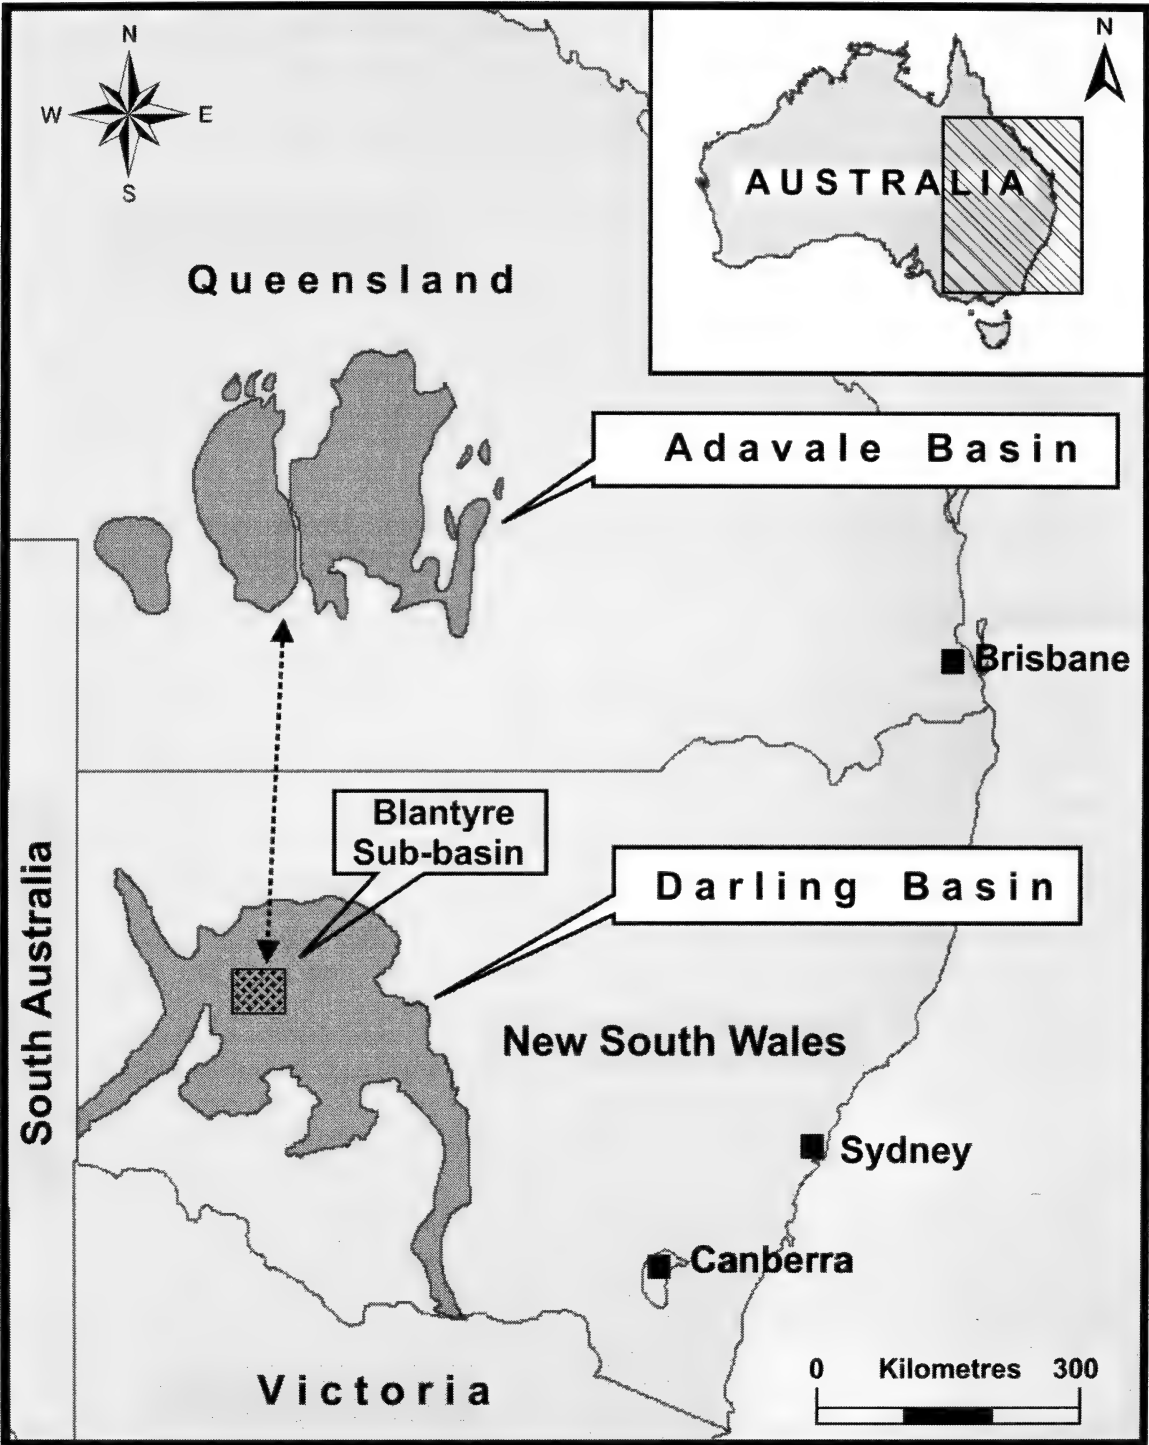 N
W E
S
N
AUSTRALIA
Queensland
Adavale Basin
Brisbane
Blantyre
Sub-basin
Darling Basin
South Australia
New South Wales
Sydney
Canberra
Victoria
0 Kilometres 300